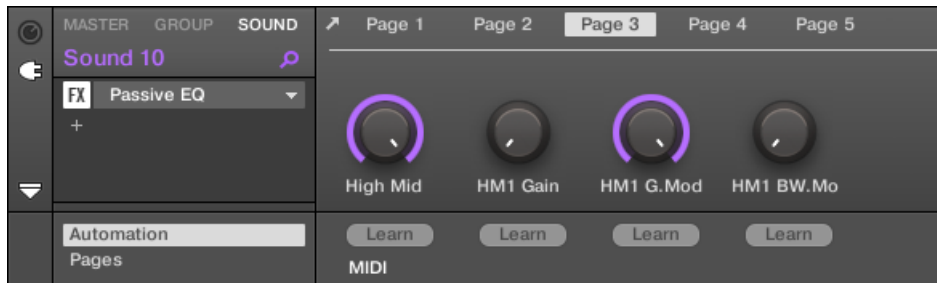 MASTER GROUP SOUND
Sound 10
FX Passive EQ
+
Automation
Pages
Page 1 Page 2 Page 3 Page 4 Page 5
High Mid HM1 Gain HM1 G.Mod HM1 BW.Mo
Learn Learn Learn Learn
MIDI